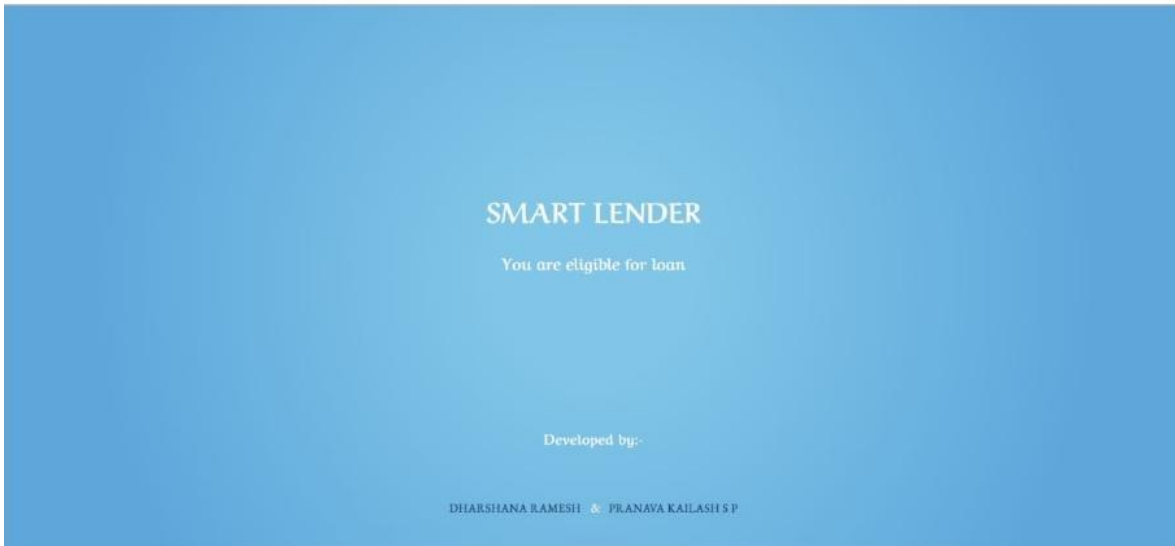 SMART LENDER
You are eligible for loan
Developed by:-
DHARSHANA RAMESH & PRANAVA KAILASH S P